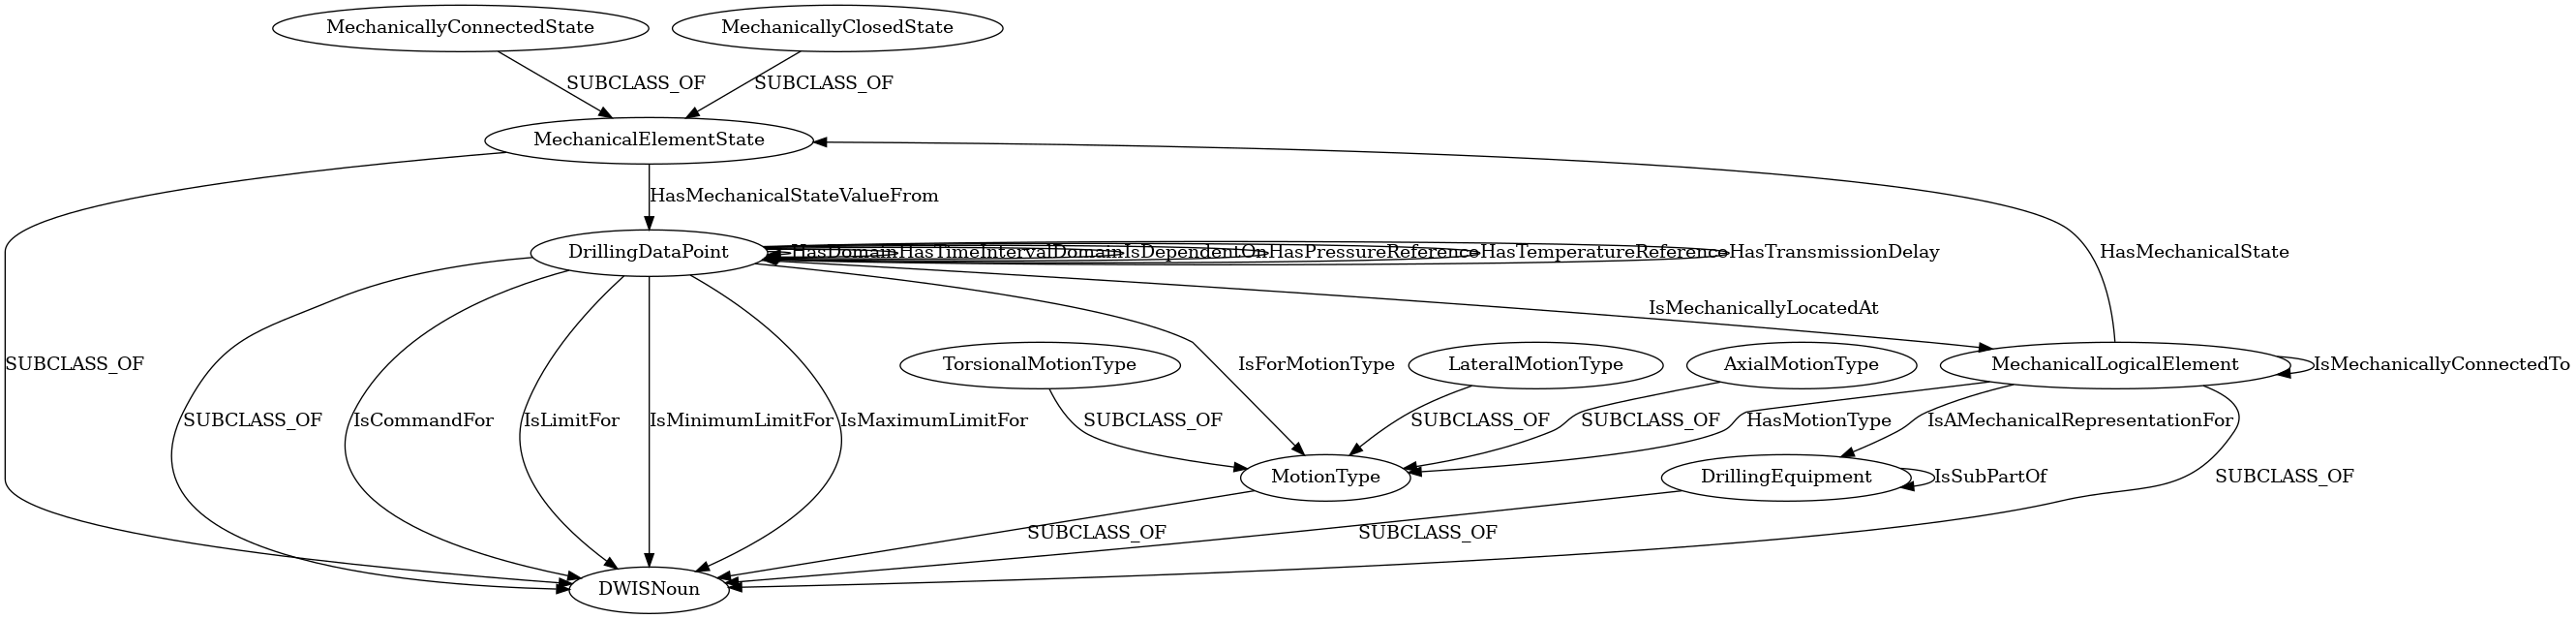 MechanicallyConnectedState
MechanicallyClosedState
SUBCLASS_OF
SUBCLASS_OF
MechanicalElementState
HasMechanicalStateValueFrom
DrillingDataPoint
HasDomain
HasTimeIntervalDomain
IsDependentOn
HasPressureReference
HasTemperatureReference
HasTransmissionDelay
HasMechanicalState
IsMechanicallyLocatedAt
SUBCLASS_OF
TorsionalMotionType
IsForMotionType
LateralMotionType
AxialMotionType
MechanicalLogicalElement
IsMechanicallyConnectedTo
SUBCLASS_OF
IsCommandFor
IsLimitFor
IsMinimumLimitFor
IsMaximumLimitFor
SUBCLASS_OF
SUBCLASS_OF
SUBCLASS_OF
HasMotionType
IsAMechanicalRepresentationFor
MotionType
DrillingEquipment
IsSubPartOf
SUBCLASS_OF
SUBCLASS_OF
SUBCLASS_OF
DWISNoun